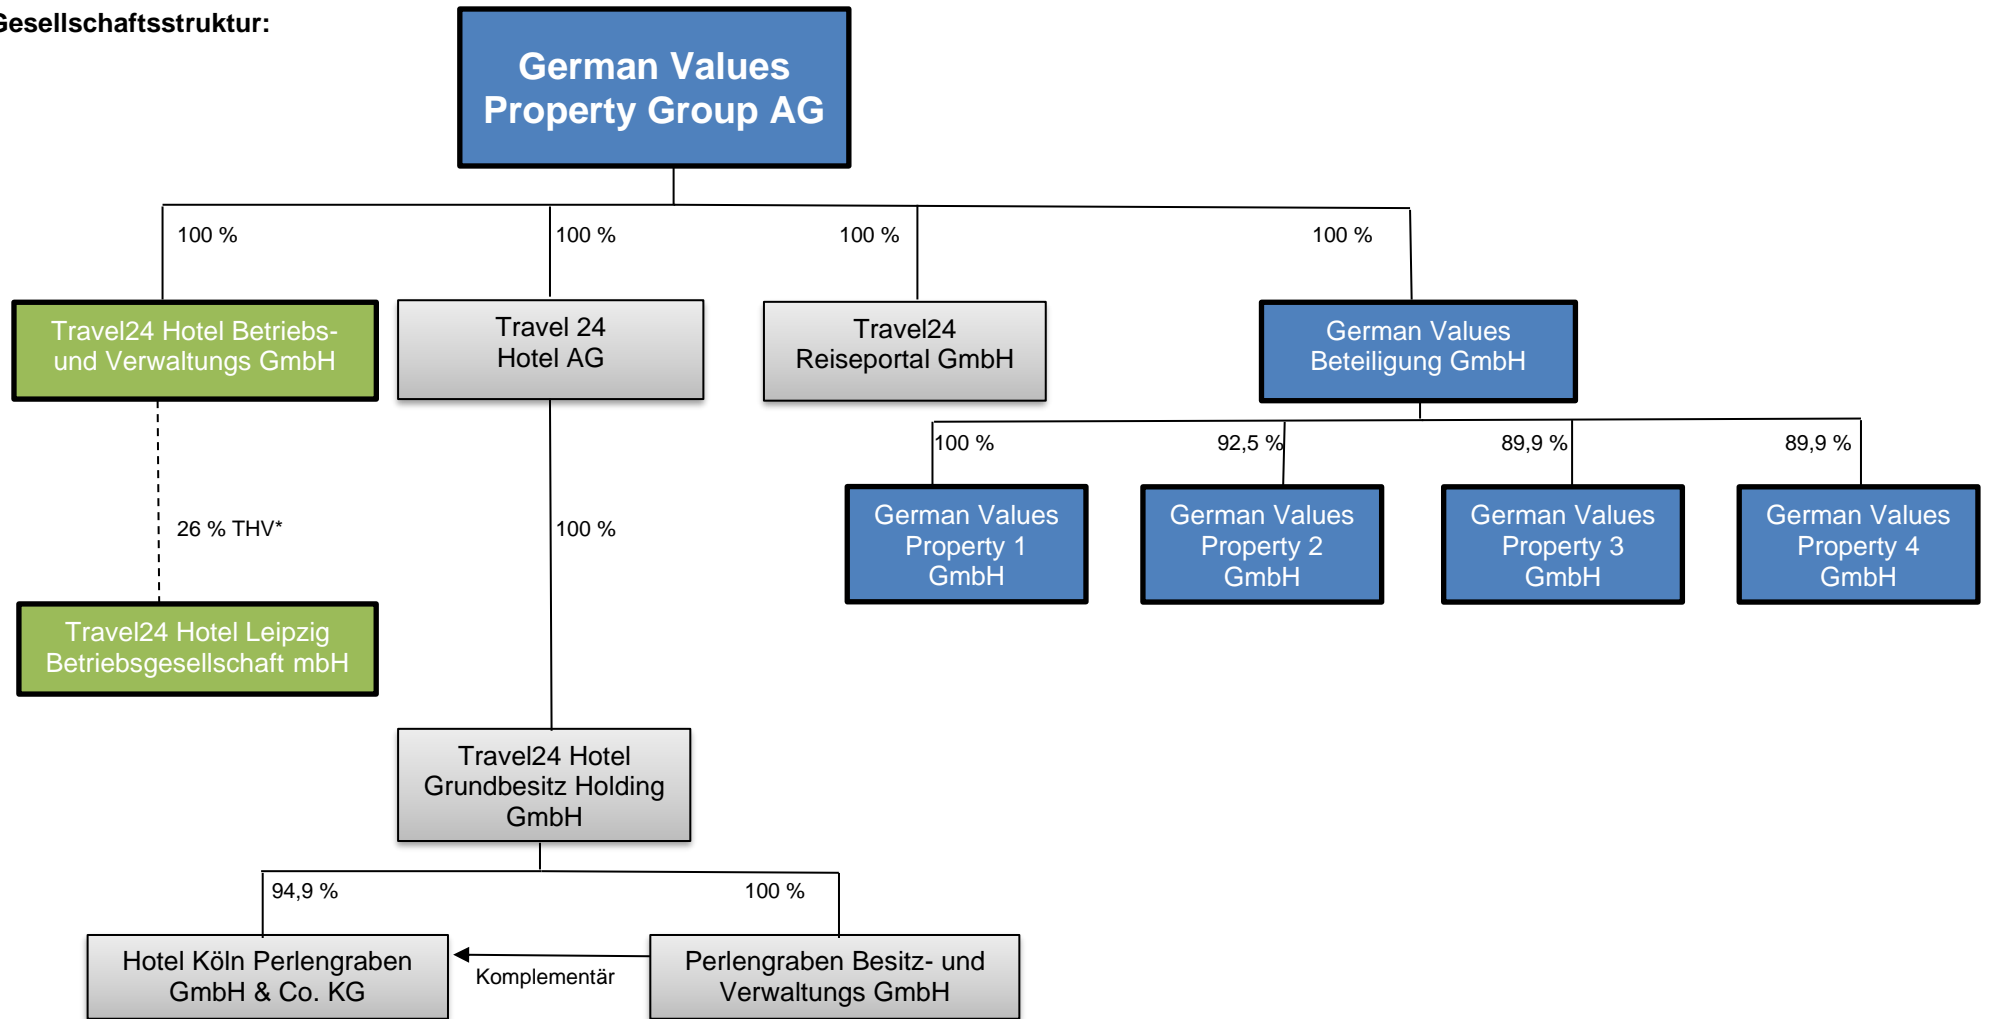 Gesellschaftsstruktur:
German Values
Property Group AG
100 %
100 %
100 %
100 %
Travel24 Hotel Betriebs-
und Verwaltungs GmbH
Travel 24
Hotel AG
Travel24
Reiseportal GmbH
German Values
Beteiligung GmbH
100 %
92,5 %
89,9 %
89,9 %
German Values
Property 1
GmbH
German Values
Property 2
GmbH
German Values
Property 3
GmbH
German Values
Property 4
GmbH
26 % THV*
100 %
Travel24 Hotel Leipzig
Betriebsgesellschaft mbH
Travel24 Hotel
Grundbesitz Holding
GmbH
94,9 %
100 %
Hotel Köln Perlengraben
GmbH & Co. KG
Komplementär
Perlengraben Besitz- und
Verwaltungs GmbH